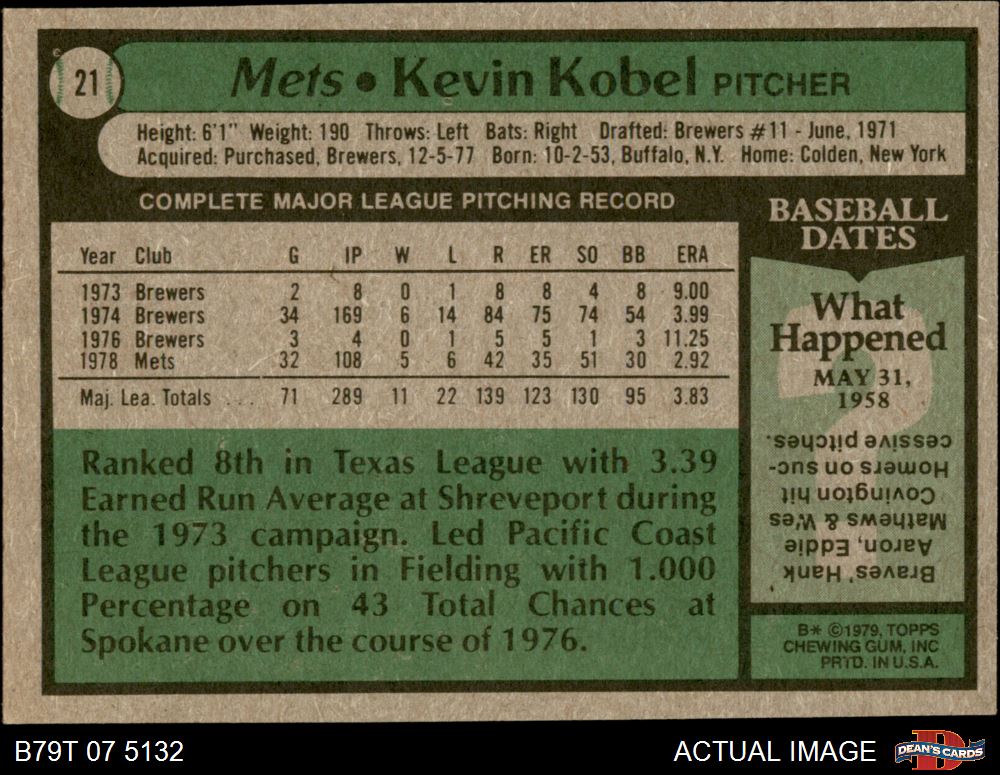 21
Mets • Kevin Kobel PITCHER
Height: 6'1" Weight: 190 Throws: Left Bats: Right Drafted: Brewers #11 - June, 1971
Acquired: Purchased, Brewers, 12-5-77 Born: 10-2-53, Buffalo, N.Y. Home: Colden, New York
COMPLETE MAJOR LEAGUE PITCHING RECORD
Year Club G IP W L R ER SO BB ERA
1973 Brewers 2 8 0 1 8 8 4 8 9.00
1974 Brewers 34 169 6 14 84 75 74 54 3.99
1976 Brewers 3 4 0 1 5 5 1 3 11.25
1978 Mets 32 108 5 6 42 35 51 30 2.92
Maj. Lea. Totals ... 71 289 11 22 139 123 130 95 3.83
Ranked 8th in Texas League with 3.39
Earned Run Average at Shreveport during
the 1973 campaign. Led Pacific Coast
League pitchers in Fielding with 1.000
Percentage on 43 Total Chances at
Spokane over the course of 1976.
BASEBALL
DATES
What
Happened
MAY 31,
1958
Braves' Hank
Aaron, Eddie
Mathews & Wes
Covington hit
Homers on suc-
cessive pitches.
B* ©1979, TOPPS
CHEWING GUM, INC
PRTD. IN U.S.A.
B79T 07 5132
ACTUAL IMAGE
D
DEAN'S CARDS